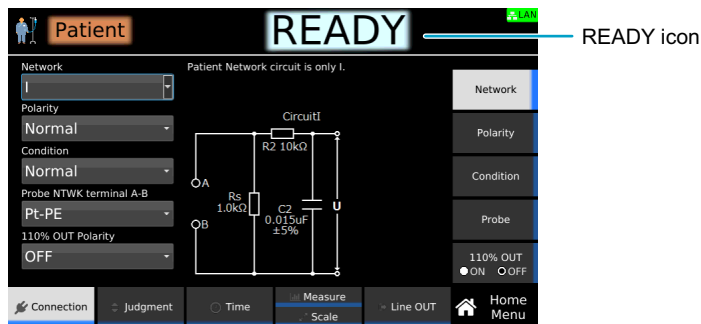 Patient
READY
LAN
READY icon
Network
Patient Network circuit is only I.
I
Network
Polarity
Normal
Polarity
Condition
Normal
Condition
Probe NTWK terminal A-B
Pt-PE
Probe
110% OUT Polarity
OFF
110% OUT
ON OFF
CircuitI
R2 10kΩ
A
Rs
1.0kΩ
C2
0.015uF
±5%
U
B
Connection
Judgment
Time
Measure
Scale
Line OUT
Home
Menu